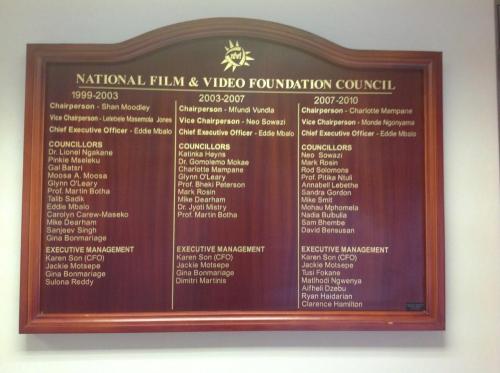 nfvf
NATIONAL FILM & VIDEO FOUNDATION COUNCIL
1999-2003
Chairperson - Shan Moodley
Vice Chairperson - Lelebele Masemola Jones
Chief Executive Officer - Eddie Mbalo
COUNCILLORS
Dr. Lionel Ngakane
Pinkie Mseleku
Gal Batsri
Moosa A. Moosa
Glynn O'Leary
Prof. Martin Botha
Talib Sadik
Eddie Mbalo
Carolyn Carew-Maseko
Mike Dearham
Sanjeev Singh
Gina Bonmariage
EXECUTIVE MANAGEMENT
Karen Son (CFO)
Jackie Motsepe
Gina Bonmariage
Sulona Reddy
2003-2007
Chairperson - Mfundi Vundla
Vice Chairperson - Neo Sowazi
Chief Executive Officer - Eddie Mbalo
COUNCILLORS
Katinka Heyns
Dr. Gomolemo Mokae
Charlotte Mampane
Glynn O'Leary
Prof. Bheki Peterson
Mark Rosin
Mike Dearham
Dr. Jyoti Mistry
Prof. Martin Botha
EXECUTIVE MANAGEMENT
Karen Son (CFO)
Jackie Motsepe
Gina Bonmariage
Dimitri Martinis
2007-2010
Chairperson - Charlotte Mampane
Vice Chairperson - Monde Ngonyama
Chief Executive Officer - Eddie Mbalo
COUNCILLORS
Neo Sowazi
Mark Rosin
Rod Solomons
Prof. Pitika Ntuli
Annabell Lebethe
Sandra Gordon
Mike Smit
Mohau Mphomela
Nadia Bulbulia
Sam Bhembe
David Bensusan
EXECUTIVE MANAGEMENT
Karen Son (CFO)
Jackie Motsepe
Tusi Fokane
Matlhodi Ngwenya
Aifheli Dzebu
Ryan Haidarian
Clarence Hamilton